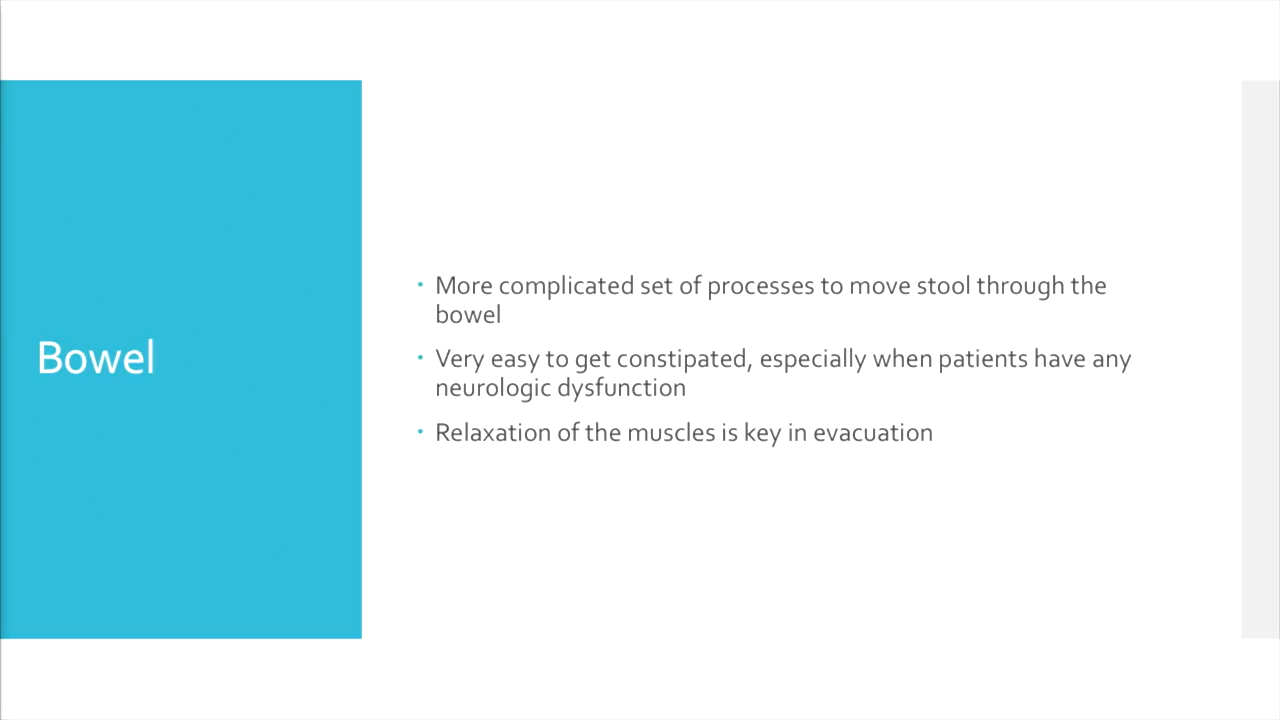 Bowel
More complicated set of processes to move stool through the
bowel
Very easy to get constipated, especially when patients have any
neurologic dysfunction
Relaxation of the muscles is key in evacuation